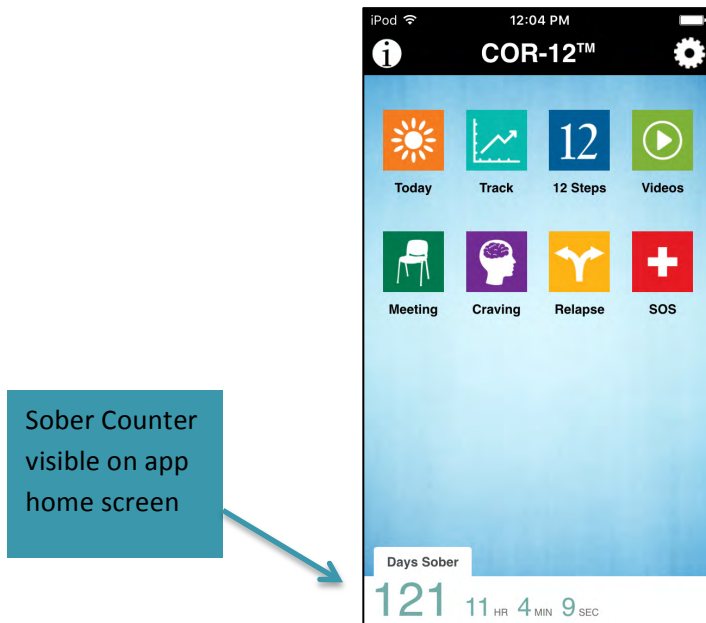 iPod 12:04 PM
i COR-12™
12
Today Track 12 Steps Videos
Meeting Craving Relapse SOS
Sober Counter
visible on app
home screen
Days Sober
121 11 HR 4 MIN 9 SEC